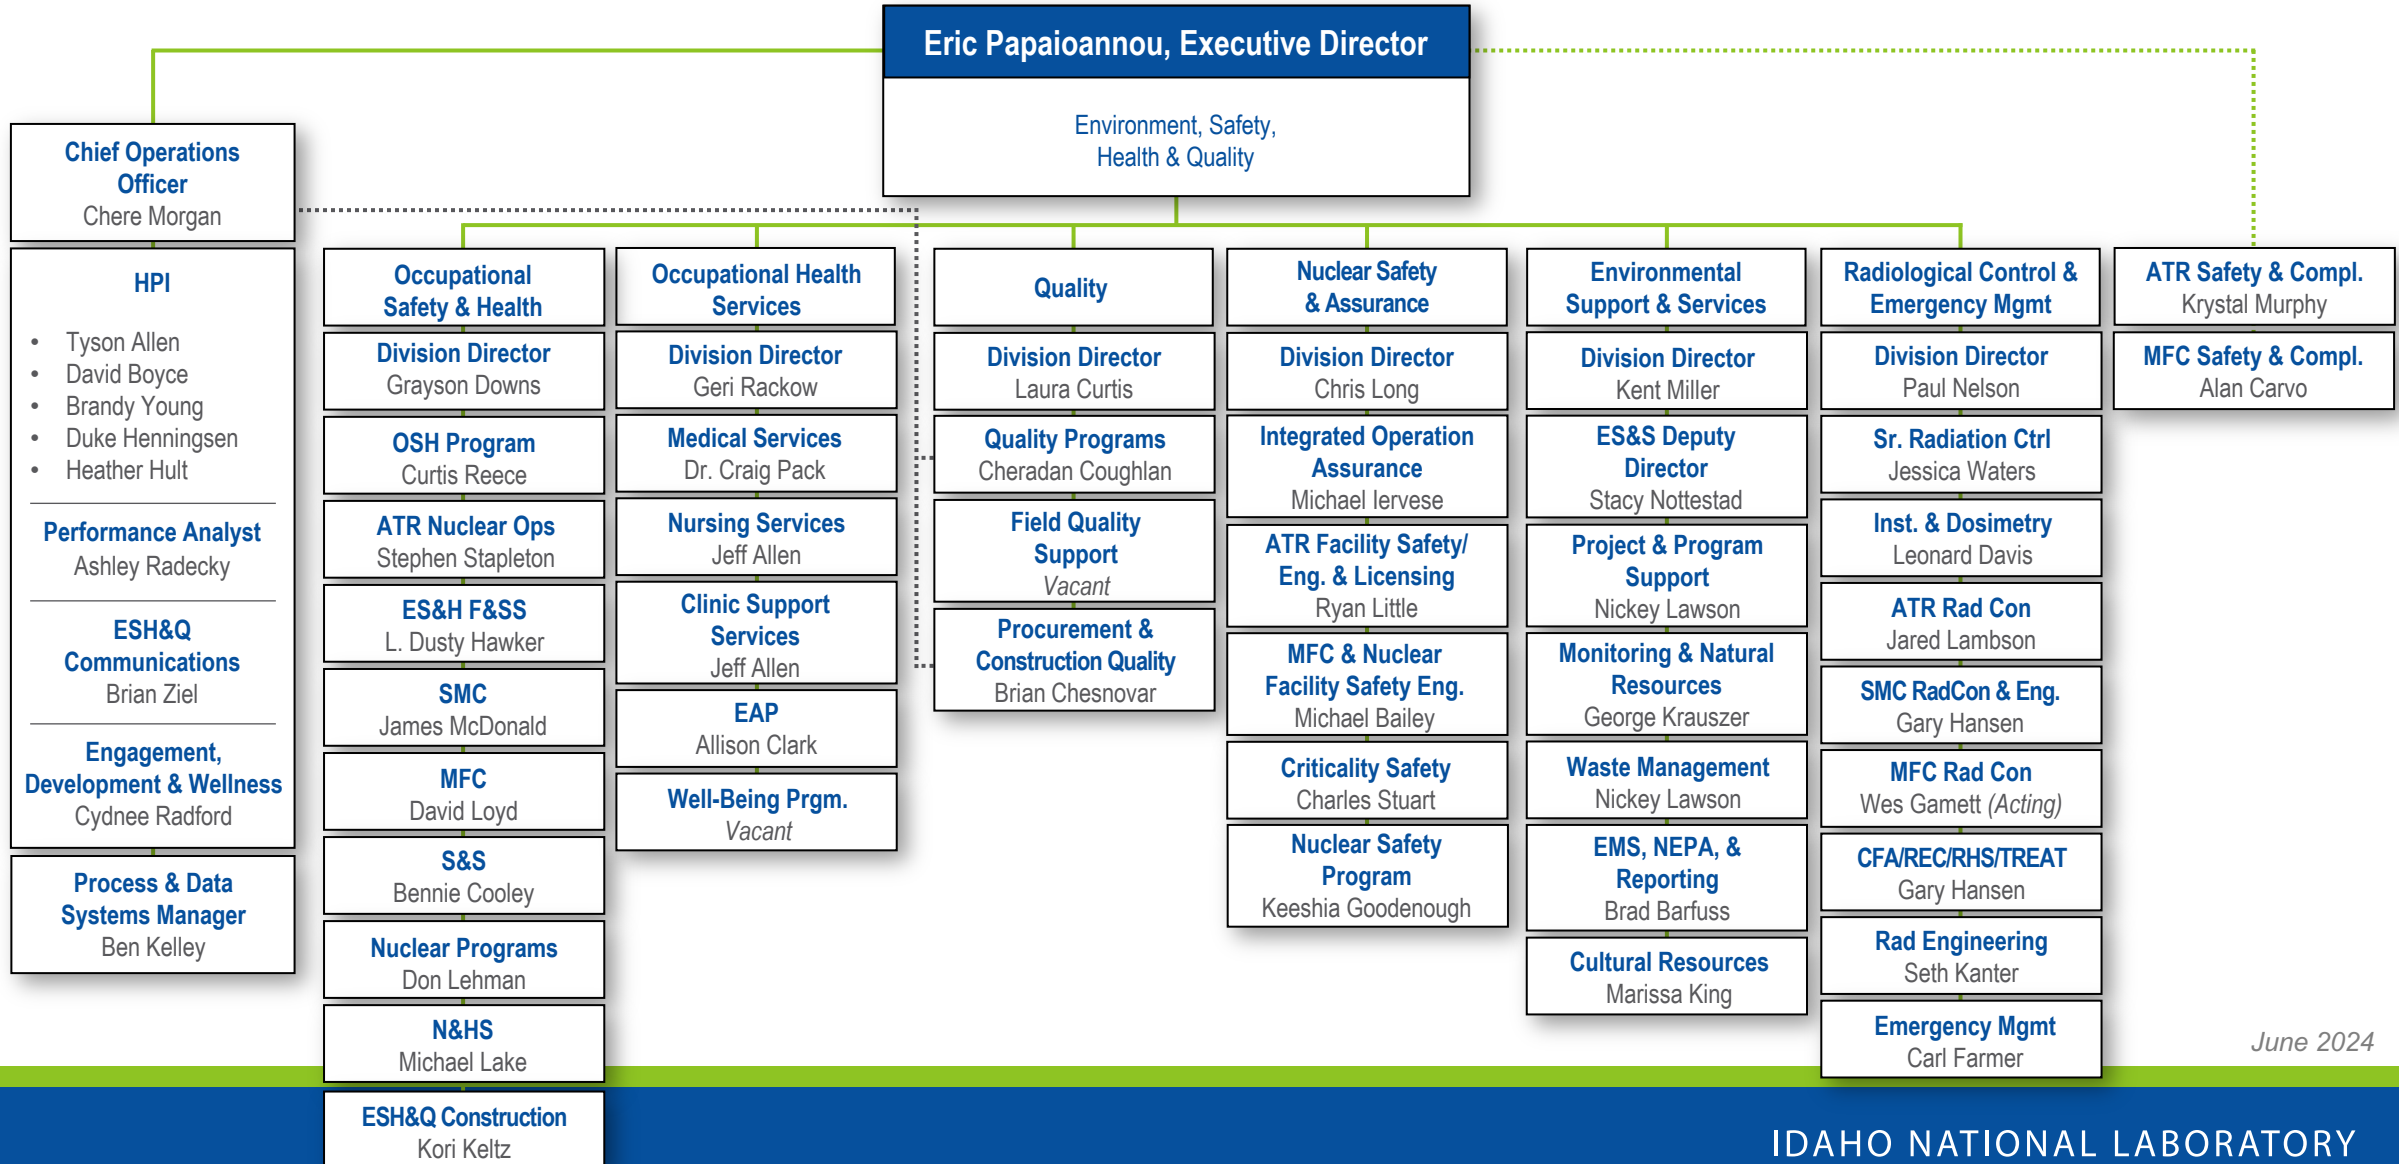 Eric Papaioannou, Executive Director
Environment, Safety,
Health & Quality
Chief Operations
Officer
Chere Morgan
HPI
• Tyson Allen
• David Boyce
• Brandy Young
• Duke Henningsen
• Heather Hult
Performance Analyst
Ashley Radecky
ESH&Q
Communications
Brian Ziel
Engagement,
Development & Wellness
Cydnee Radford
Process & Data
Systems Manager
Ben Kelley
Occupational
Safety & Health
Division Director
Grayson Downs
OSH Program
Curtis Reece
ATR Nuclear Ops
Stephen Stapleton
ES&H F&SS
L. Dusty Hawker
SMC
James McDonald
MFC
David Loyd
S&S
Bennie Cooley
Nuclear Programs
Don Lehman
N&HS
Michael Lake
ESH&Q Construction
Kori Keltz
Occupational Health
Services
Division Director
Geri Rackow
Medical Services
Dr. Craig Pack
Nursing Services
Jeff Allen
Clinic Support
Services
Jeff Allen
EAP
Allison Clark
Well-Being Prgm.
Vacant
Quality
Division Director
Laura Curtis
Quality Programs
Cheradan Coughlan
Field Quality
Support
Vacant
Procurement &
Construction Quality
Brian Chesnovar
Nuclear Safety
& Assurance
Division Director
Chris Long
Integrated Operation
Assurance
Michael Iervese
ATR Facility Safety/
Eng. & Licensing
Ryan Little
MFC & Nuclear
Facility Safety Eng.
Michael Bailey
Criticality Safety
Charles Stuart
Nuclear Safety
Program
Keeshia Goodenough
Environmental
Support & Services
Division Director
Kent Miller
ES&S Deputy
Director
Stacy Nottestad
Project & Program
Support
Nickey Lawson
Monitoring & Natural
Resources
George Krauszer
Waste Management
Nickey Lawson
EMS, NEPA, &
Reporting
Brad Barfuss
Cultural Resources
Marissa King
Radiological Control &
Emergency Mgmt
Division Director
Paul Nelson
Sr. Radiation Ctrl
Jessica Waters
Inst. & Dosimetry
Leonard Davis
ATR Rad Con
Jared Lambson
SMC RadCon & Eng.
Gary Hansen
MFC Rad Con
Wes Gamett (Acting)
CFA/REC/RHS/TREAT
Gary Hansen
Rad Engineering
Seth Kanter
Emergency Mgmt
Carl Farmer
ATR Safety & Compl.
Krystal Murphy
MFC Safety & Compl.
Alan Carvo
June 2024
IDAHO NATIONAL LABORATORY